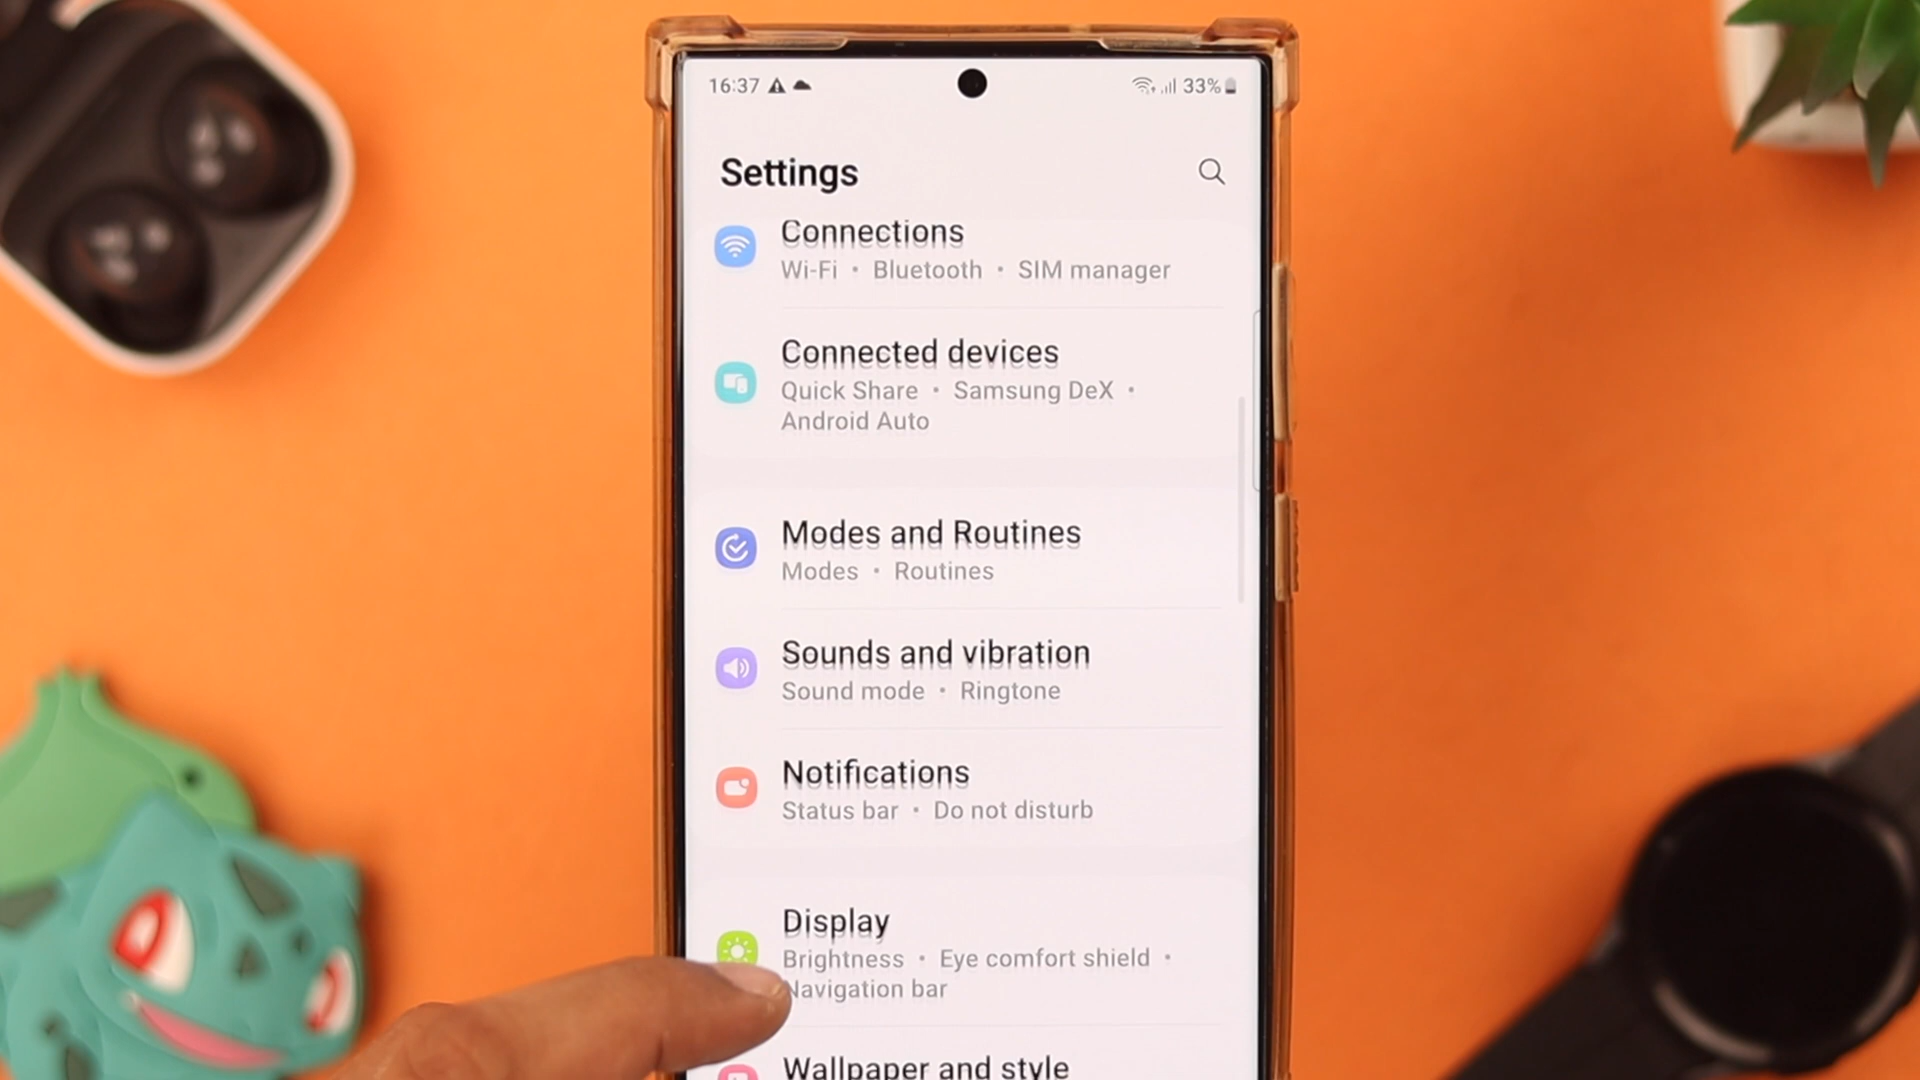 16:37
33%
Settings
Connections
Wi-Fi • Bluetooth • SIM manager
Connected devices
Quick Share • Samsung DeX •
Android Auto
Modes and Routines
Modes • Routines
Sounds and vibration
Sound mode • Ringtone
Notifications
Status bar • Do not disturb
Display
Brightness • Eye comfort shield •
Navigation bar
Wallpaper and style